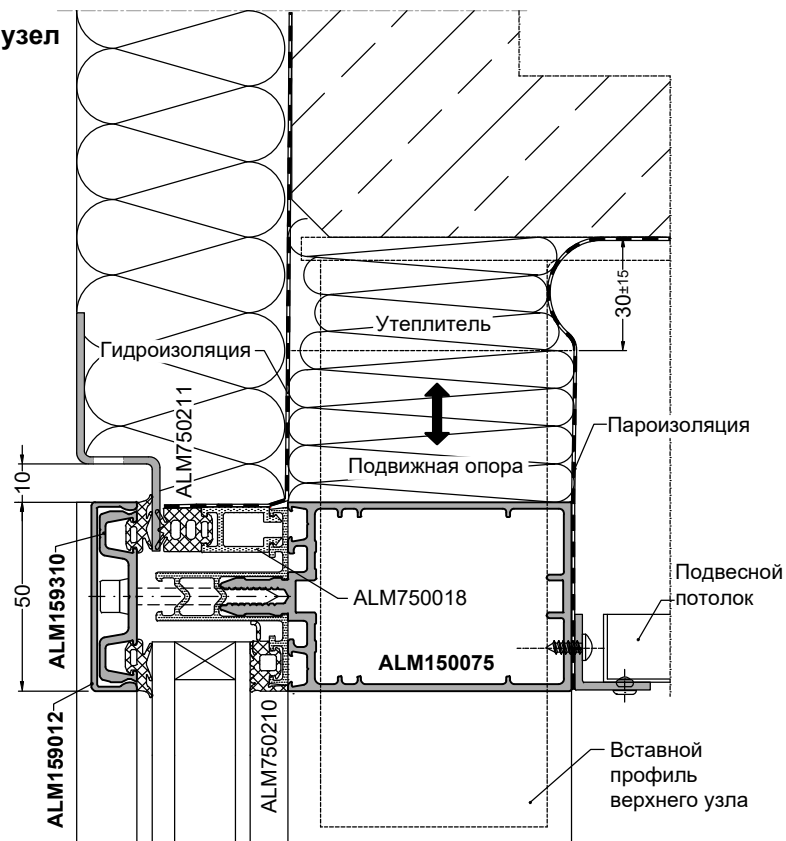 узел
Утеплитель
30±15
Гидроизоляция
ALM750211
Пароизоляция
Подвижная опора
10
50
ALM159310
ALM750018
Подвесной
потолок
ALM150075
ALM159012
ALM750210
Вставной
профиль
верхнего узла